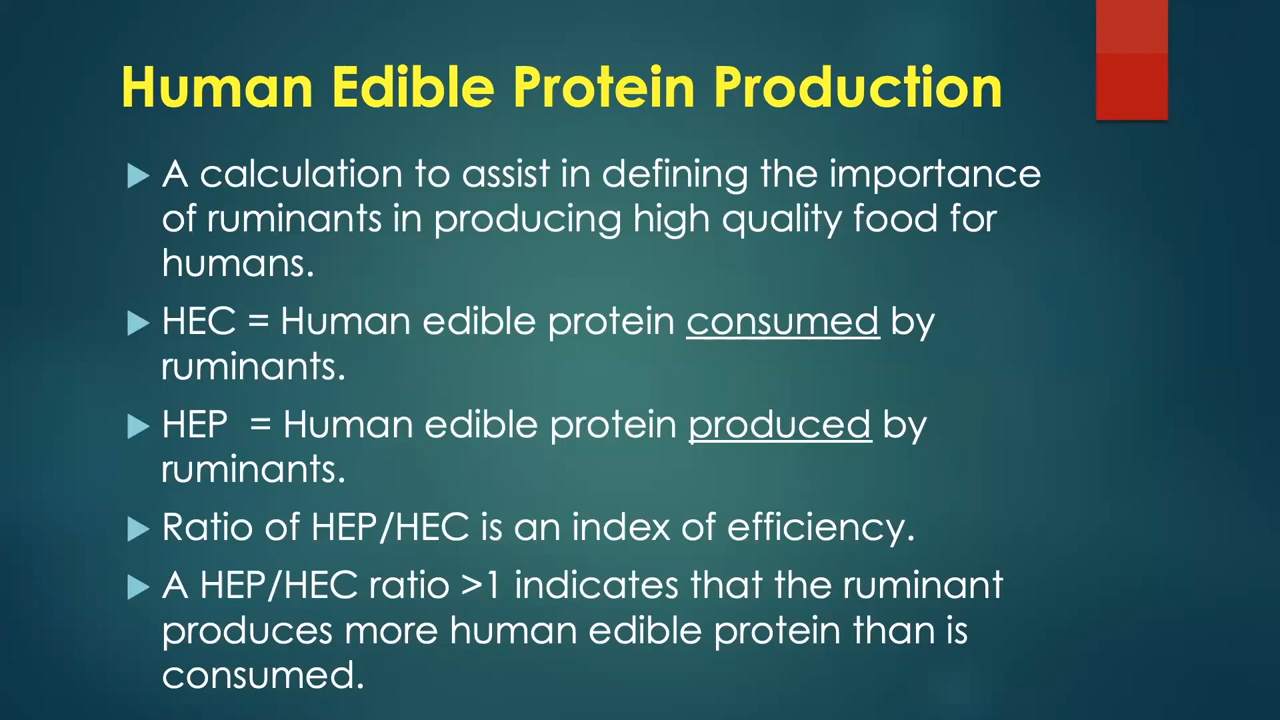 Human Edible Protein Production
A calculation to assist in defining the importance
of ruminants in producing high quality food for
humans.
HEC = Human edible protein consumed by
ruminants.
HEP  = Human edible protein produced by
ruminants.
Ratio of HEP/HEC is an index of efficiency.
A HEP/HEC ratio >1 indicates that the ruminant
produces more human edible protein than is
consumed.